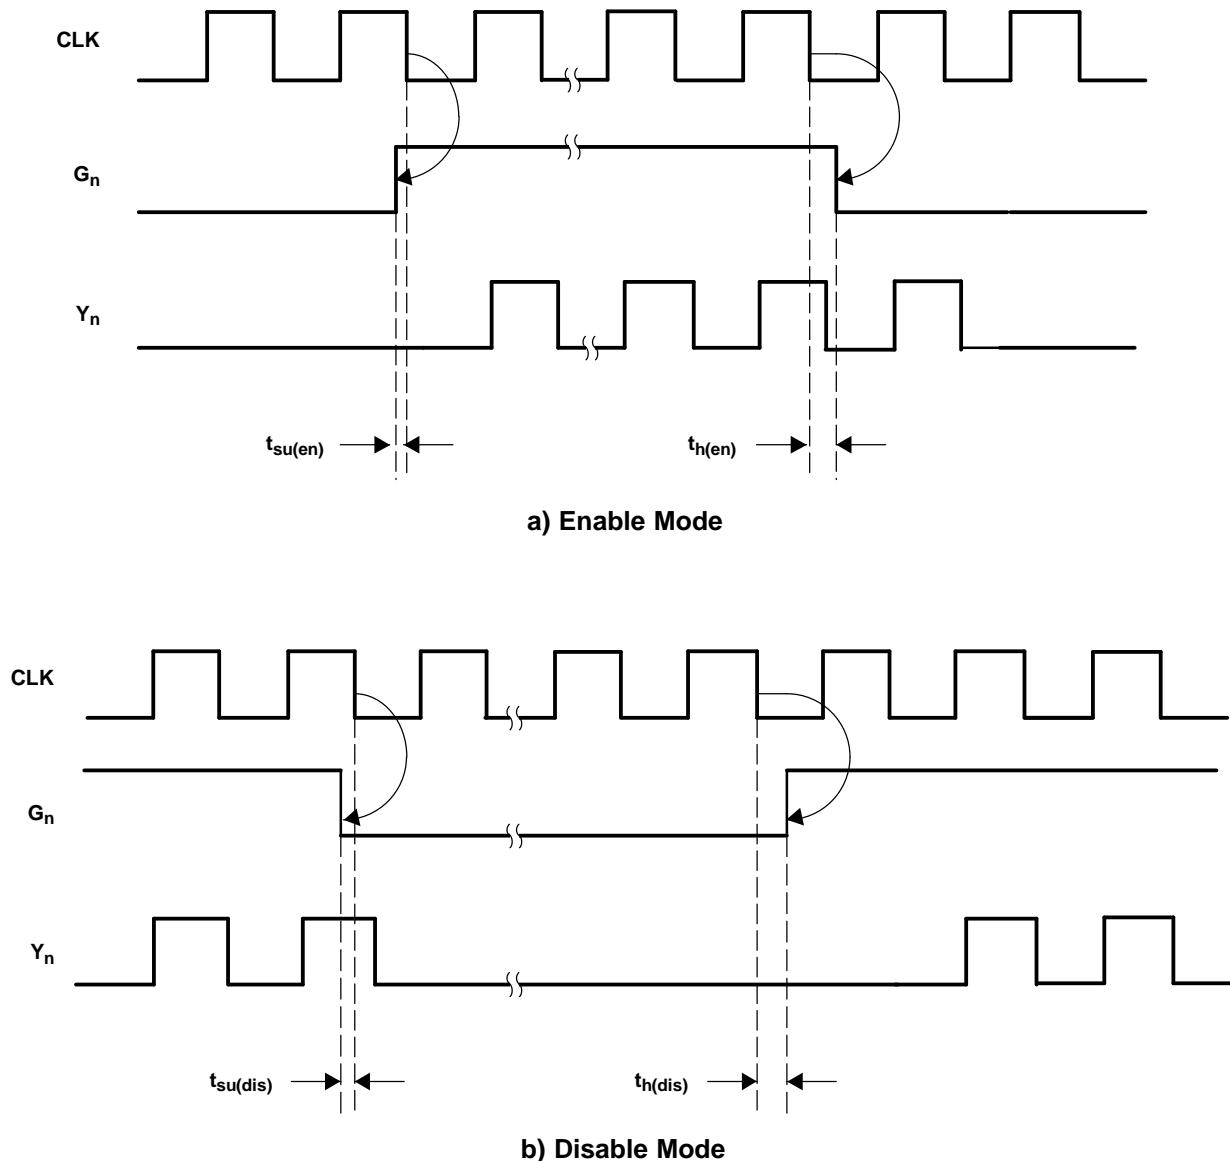 CLK
Gn
Yn
tsu(en)
th(en)
a) Enable Mode
CLK
Gn
Yn
tsu(dis)
th(dis)
b) Disable Mode